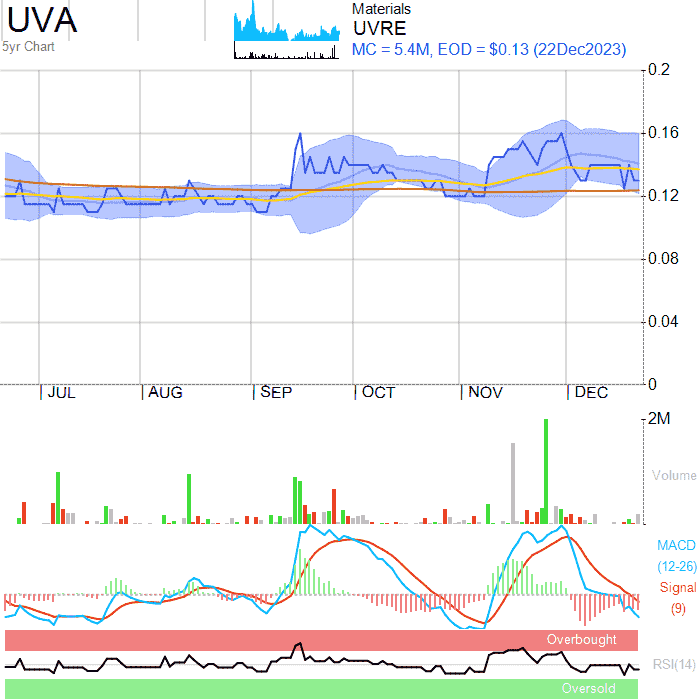 UVA
5yr Chart
Materials
UVRE
MC = 5.4M, EOD = $0.13 (22Dec2023)
0.2
0.16
0.12
0.08
0.04
0
JUL AUG SEP OCT NOV DEC
2M
Volume
MACD
(12-26)
Signal
(9)
Overbought
RSI(14)
Oversold